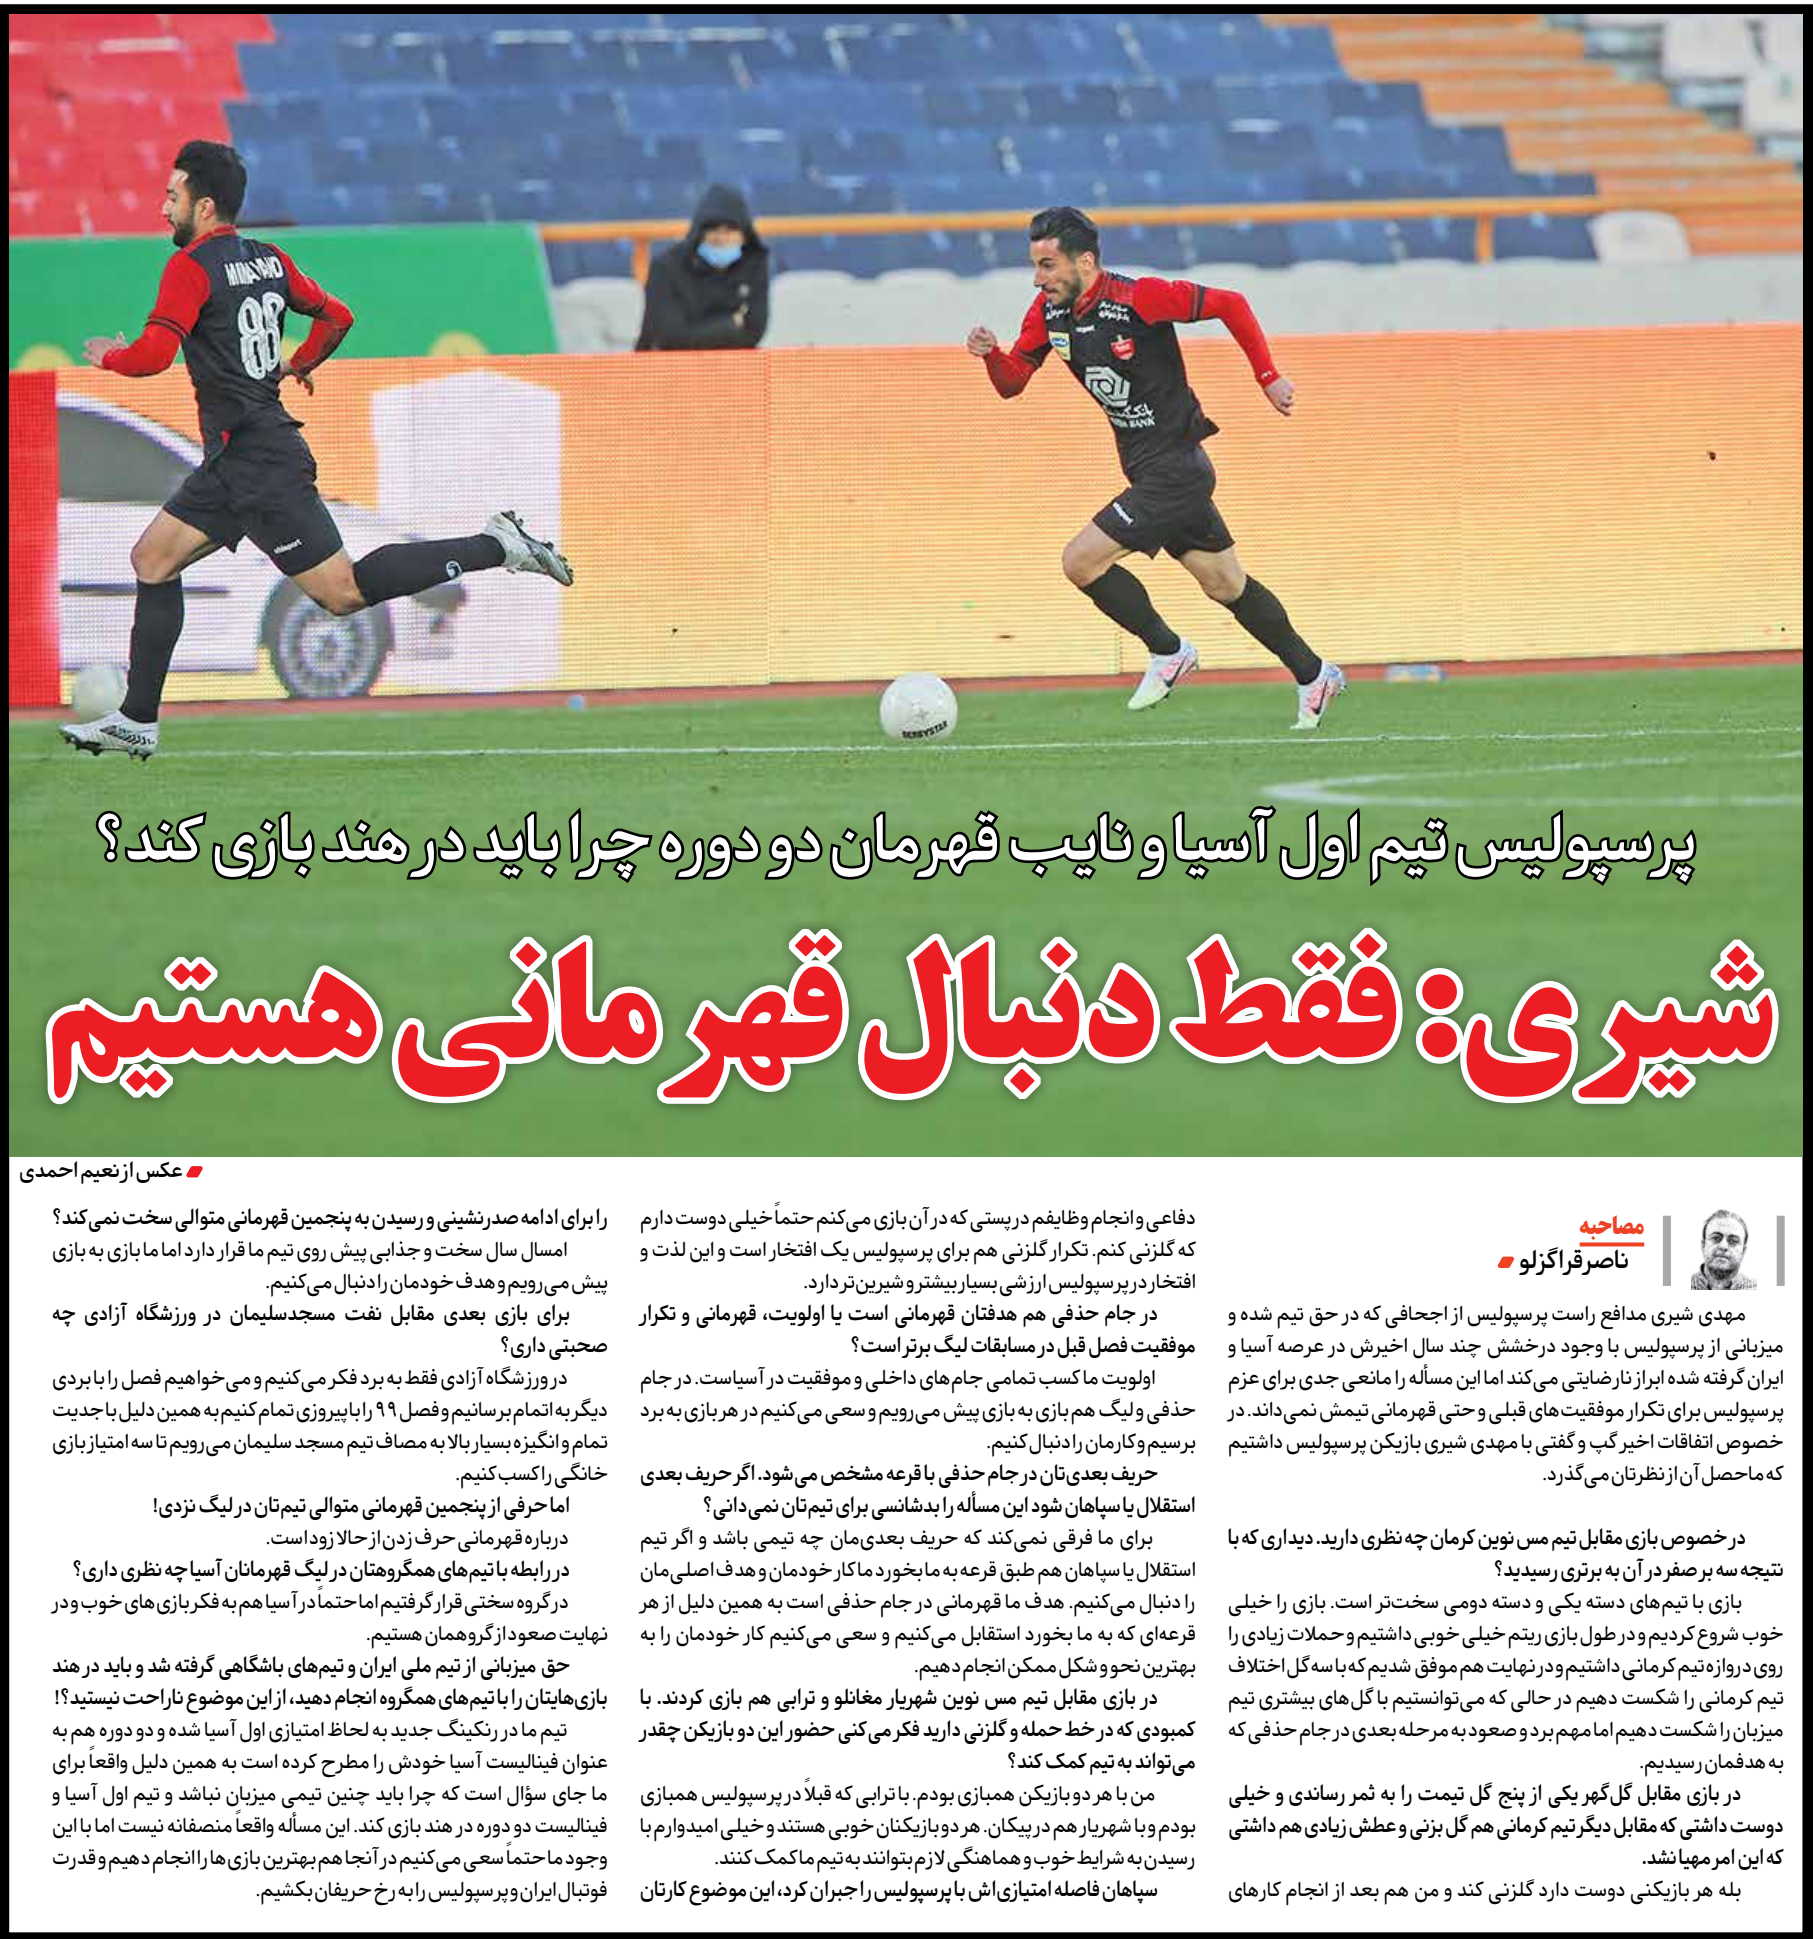 MIRZAVAND
88
uhlsport
uhlsport
uhlsport
BANK
DERBYSTAR
پرسپولیس تیم اول آسیا و نایب قهرمان دو دوره چرا باید در هند بازی کند؟
شیری: فقط دنبال قهرمانی هستیم
عکس از نعیم احمدی
مصاحبه
ناصر قراگزلو
مهدی شیری مدافع راست پرسپولیس از اجحافی که در حق تیم شده و
میزبانی از پرسپولیس با وجود درخشش چند سال اخیرش در عرصه آسیا و
ایران گرفته شده ابراز نارضایتی می‌کند اما این مسأله را مانعی جدی برای عزم
پرسپولیس برای تکرار موفقیت‌های قبلی و حتی قهرمانی تیمش نمی‌داند. در
خصوص اتفاقات اخیر گپ و گفتی با مهدی شیری بازیکن پرسپولیس داشتیم
که ماحصل آن از نظرتان می‌گذرد.
در خصوص بازی مقابل تیم مس نوین کرمان چه نظری دارید. دیداری که با
نتیجه سه بر صفر در آن به برتری رسیدید؟
بازی با تیم‌های دسته یکی و دسته دومی سخت‌تر است. بازی را خیلی
خوب شروع کردیم و در طول بازی ریتم خیلی خوبی داشتیم و حملات زیادی را
روی دروازه تیم کرمانی داشتیم و در نهایت هم موفق شدیم که با سه گل اختلاف
تیم کرمانی را شکست دهیم در حالی که می‌توانستیم با گل‌های بیشتری تیم
میزبان را شکست دهیم اما مهم برد و صعود به مرحله بعدی در جام حذفی که
به هدفمان رسیدیم.
در بازی مقابل گل‌گهر یکی از پنج گل تیمت را به ثمر رساندی و خیلی
دوست داشتی که مقابل دیگر تیم کرمانی هم گل بزنی و عطش زیادی هم داشتی
که این امر مهیا نشد.
بله هر بازیکنی دوست دارد گلزنی کند و من هم بعد از انجام کارهای
دفاعی و انجام وظایفم در پستی که در آن بازی می‌کنم حتماً خیلی دوست دارم
که گلزنی کنم. تکرار گلزنی هم برای پرسپولیس یک افتخار است و این لذت و
افتخار در پرسپولیس ارزشی بسیار بیشتر و شیرین‌تر دارد.
در جام حذفی هم هدفتان قهرمانی است یا اولویت، قهرمانی و تکرار
موفقیت فصل قبل در مسابقات لیگ برتر است؟
اولویت ما کسب تمامی جام‌های داخلی و موفقیت در آسیاست. در جام
حذفی و لیگ هم بازی به بازی پیش می‌رویم و سعی می‌کنیم در هر بازی به برد
برسیم و کارمان را دنبال کنیم.
حریف بعدی‌تان در جام حذفی با قرعه مشخص می‌شود. اگر حریف بعدی
استقلال یا سپاهان شود این مسأله را بدشانسی برای تیم‌تان نمی‌دانی؟
برای ما فرقی نمی‌کند که حریف بعدی‌مان چه تیمی باشد و اگر تیم
استقلال یا سپاهان هم طبق قرعه به ما بخورد ما کار خودمان و هدف اصلی‌مان
را دنبال می‌کنیم. هدف ما قهرمانی در جام حذفی است به همین دلیل از هر
قرعه‌ای که به ما بخورد استقابل می‌کنیم و سعی می‌کنیم کار خودمان را به
بهترین نحو و شکل ممکن انجام دهیم.
در بازی مقابل تیم مس نوین شهریار مغانلو و ترابی هم بازی کردند. با
کمبودی که در خط حمله و گلزنی دارید فکر می‌کنی حضور این دو بازیکن چقدر
می‌تواند به تیم کمک کند؟
من با هر دو بازیکن همبازی بودم. با ترابی که قبلاً در پرسپولیس همبازی
بودم و با شهریار هم در پیکان. هر دو بازیکنان خوبی هستند و خیلی امیدوارم با
رسیدن به شرایط خوب و هماهنگی لازم بتوانند به تیم ما کمک کنند.
سپاهان فاصله امتیازی‌اش با پرسپولیس را جبران کرد، این موضوع کارتان
را برای ادامه صدرنشینی و رسیدن به پنجمین قهرمانی متوالی سخت نمی‌کند؟
امسال سال سخت و جذابی پیش روی تیم ما قرار دارد اما ما بازی به بازی
پیش می‌رویم و هدف خودمان را دنبال می‌کنیم.
برای بازی بعدی مقابل نفت مسجدسلیمان در ورزشگاه آزادی چه
صحبتی داری؟
در ورزشگاه آزادی فقط به برد فکر می‌کنیم و می‌خواهیم فصل را با بردی
دیگر به اتمام برسانیم و فصل ۹۹ را با پیروزی تمام کنیم به همین دلیل با جدیت
تمام و انگیزه بسیار بالا به مصاف تیم مسجد سلیمان می‌رویم تا سه امتیاز بازی
خانگی را کسب کنیم.
اما حرفی از پنجمین قهرمانی متوالی تیم‌تان در لیگ نزدی!
درباره قهرمانی حرف زدن از حالا زود است.
در رابطه با تیم‌های همگروهتان در لیگ قهرمانان آسیا چه نظری داری؟
در گروه سختی قرار گرفتیم اما حتماً در آسیا هم به فکر بازی های خوب و در
نهایت صعود از گروهمان هستیم.
حق میزبانی از تیم ملی ایران و تیم‌های باشگاهی گرفته شد و باید در هند
بازی‌هایتان را با تیم‌های همگروه انجام دهید، از این موضوع ناراحت نیستید؟!
تیم ما در رنکینگ جدید به لحاظ امتیازی اول آسیا شده و دو دوره هم به
عنوان فینالیست آسیا خودش را مطرح کرده است به همین دلیل واقعاً برای
ما جای سؤال است که چرا باید چنین تیمی میزبان نباشد و تیم اول آسیا و
فینالیست دو دوره در هند بازی کند. این مسأله واقعاً منصفانه نیست اما با این
وجود ما حتماً سعی می‌کنیم در آنجا هم بهترین بازی ها را انجام دهیم و قدرت
فوتبال ایران و پرسپولیس را به رخ حریفان بکشیم.